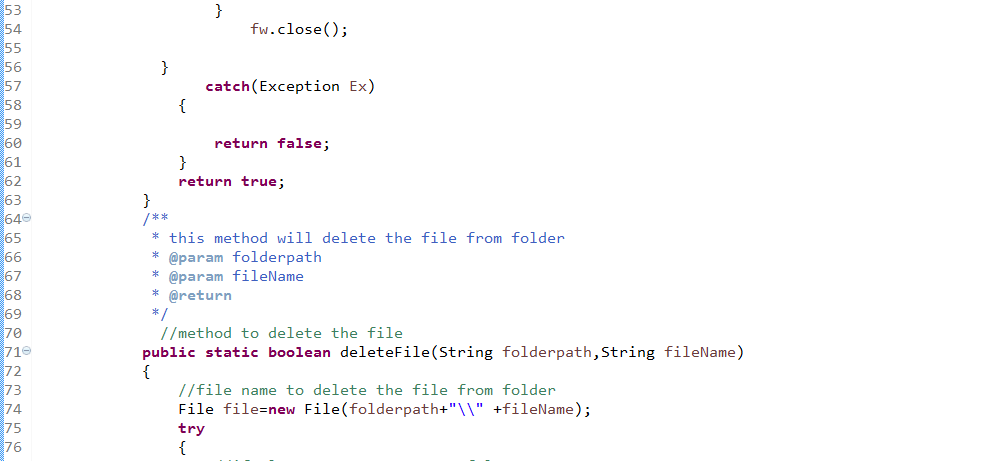 53 }
54 fw.close();
55
56 }
57 catch(Exception Ex)
58 {
59
60 return false;
61 }
62 return true;
63 }
64 /**
65 * this method will delete the file from folder
66 * @param folderpath
67 * @param fileName
68 * @return
69 */
70 //method to delete the file
71 public static boolean deleteFile(String folderpath,String fileName)
72 {
73 //file name to delete the file from folder
74 File file=new File(folderpath+"\\" +fileName);
75 try
76 {